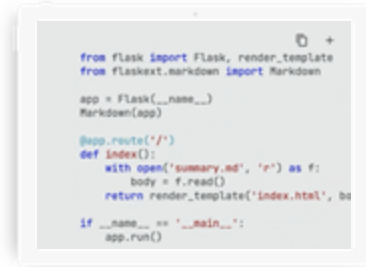 from flask import Flask, render_template
from flaskext.markdown import Markdown
app = Flask(__name__)
Markdown(app)
@app.route('/')
def index():
    with open('summary.md', 'r') as f:
        body = f.read()
    return render_template('index.html', bo
if __name__ == '__main__':
    app.run()